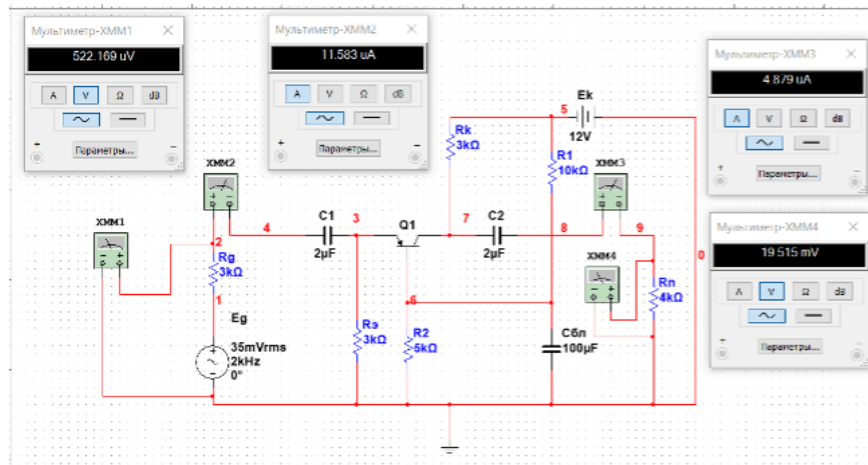 Мультиметр-XMM1
522.169 uV
A V Ω dB
Параметры...
+ −
Мультиметр-XMM2
11.583 uA
A V Ω dB
Параметры...
+ −
Мультиметр-XMM3
4.879 uA
A V Ω dB
Параметры...
+ −
Мультиметр-XMM4
19.515 mV
A V Ω dB
Параметры...
+ −
XMM1
XMM2
4
2
Rg
3kΩ
1
Eg
35mVrms
2kHz
0°
C1
2µF
3
Rэ
3kΩ
Q1
6
R2
5kΩ
Rk
3kΩ
7
C2
2µF
5
Ek
12V
R1
10kΩ
8
XMM3
9
XMM4
Rn
4kΩ
0
Cбл
100µF